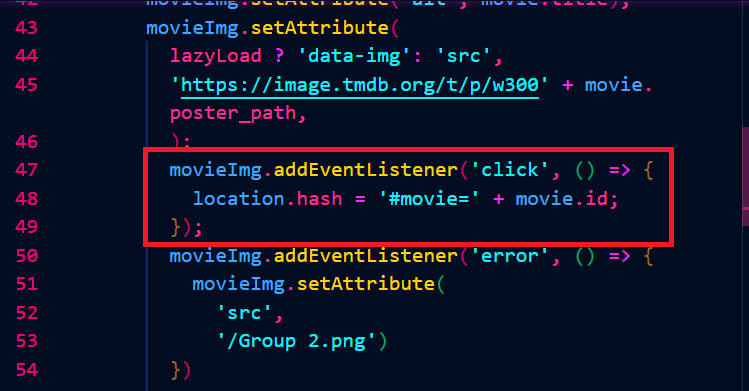 42 movieImg.setAttribute('alt', movie.title);
43 movieImg.setAttribute(
44 lazyLoad ? 'data-img': 'src',
45 'https://image.tmdb.org/t/p/w300' + movie.
poster_path,
46 );
47 movieImg.addEventListener('click', () => {
48 location.hash = '#movie=' + movie.id;
49 });
50 movieImg.addEventListener('error', () => {
51 movieImg.setAttribute(
52 'src',
53 '/Group 2.png')
54 })